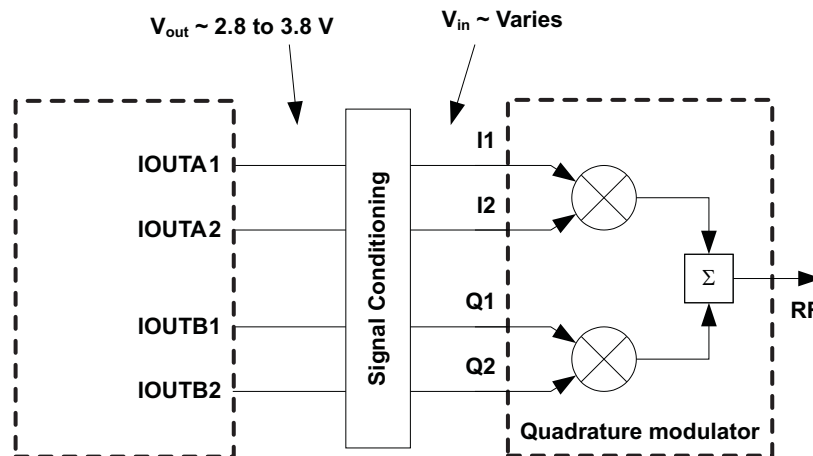 Vout ~ 2.8 to 3.8 V
Vin ~ Varies
IOUTA1
IOUTA2
IOUTB1
IOUTB2
Signal Conditioning
I1
I2
Q1
Q2
Σ
RF
Quadrature modulator